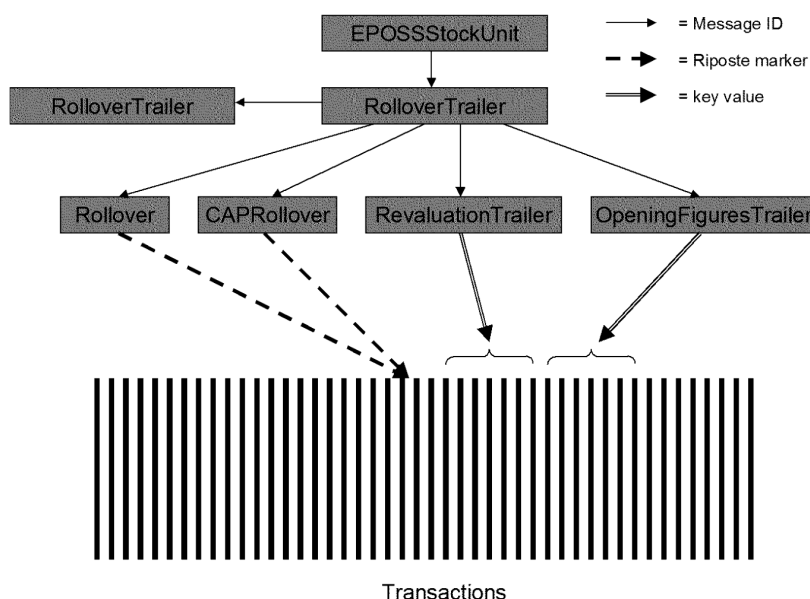 EPOSSStockUnit
= Message ID
= Riposte marker
= key value
RolloverTrailer
RolloverTrailer
Rollover
CAPRollover
RevaluationTrailer
OpeningFiguresTrailer
Transactions